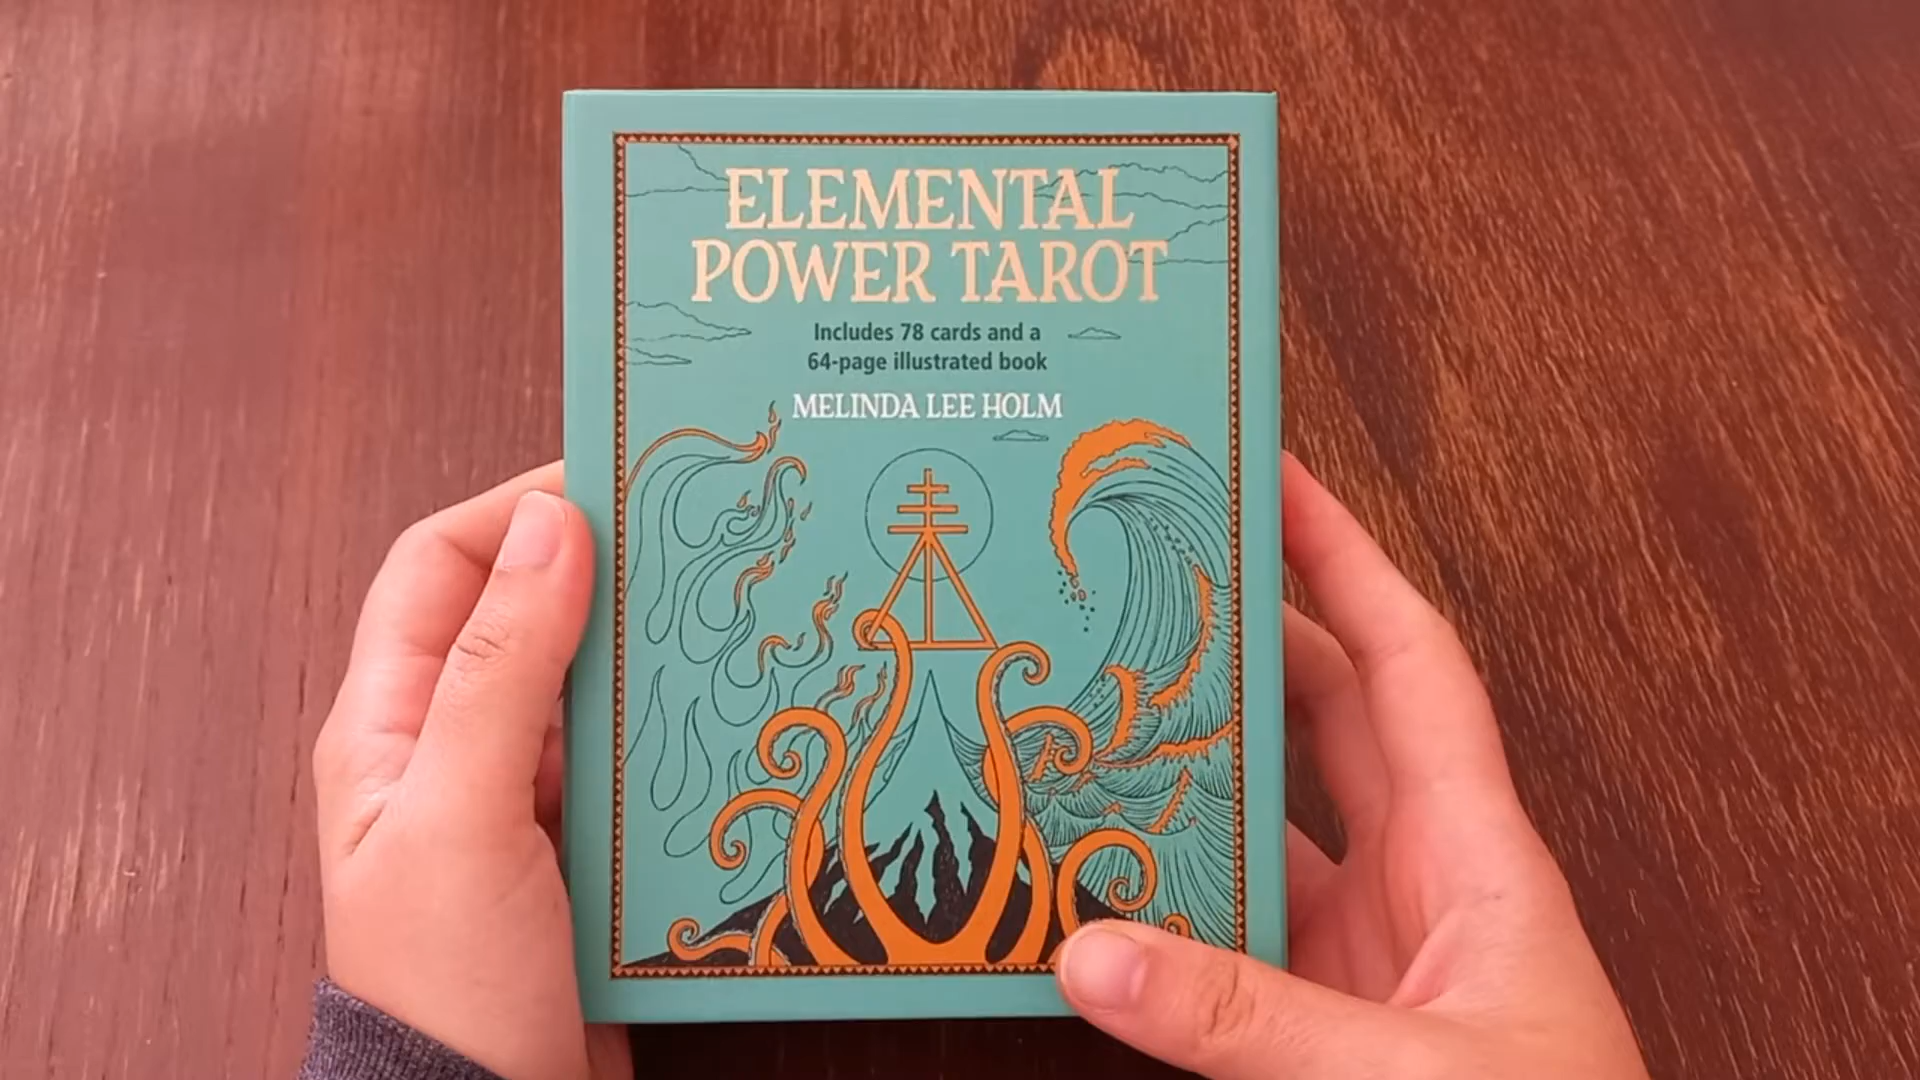 ELEMENTAL
POWER TAROT
Includes 78 cards and a
64-page illustrated book
MELINDA LEE HOLM